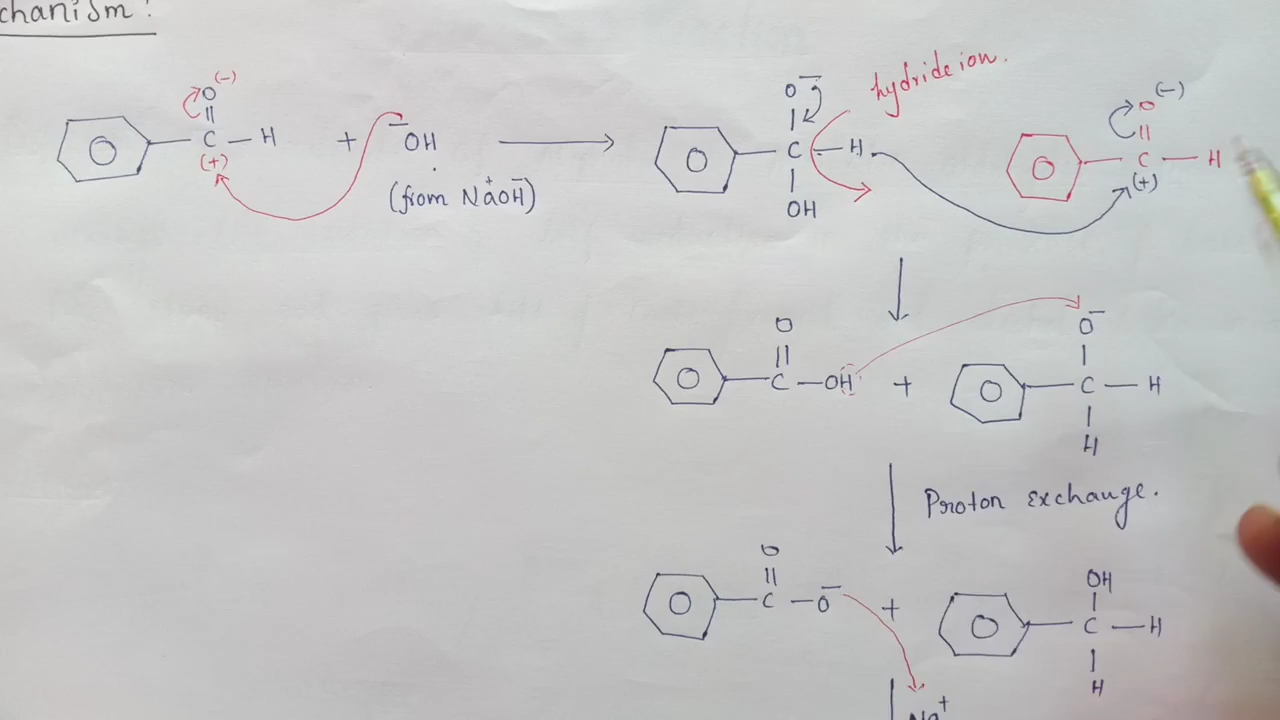 chanism:
(-)
O
||
C — H
(+)
+
‾OH
(from Na⁺OH‾)
O‾
|
C — H
|
OH
hydride ion.
O (-)
||
C — H
(+)
O
||
C — OH
+
O‾
|
C — H
|
H
Proton exchange.
O
||
C — O‾
+
OH
|
C — H
|
H
Na⁺